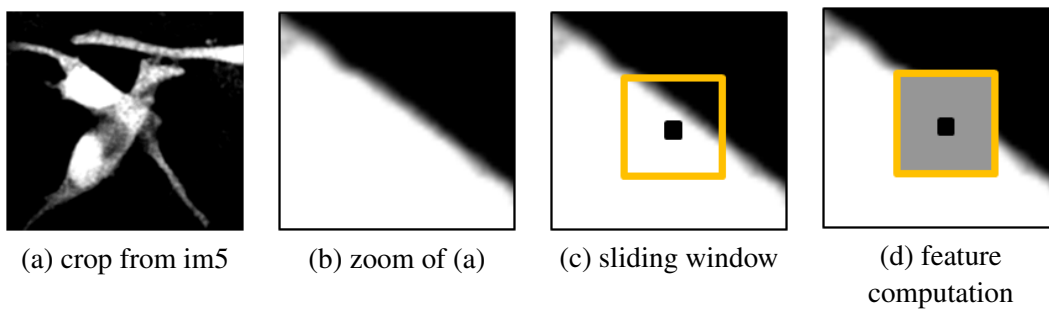 (a) crop from im5
(b) zoom of (a)
(c) sliding window
(d) feature
computation